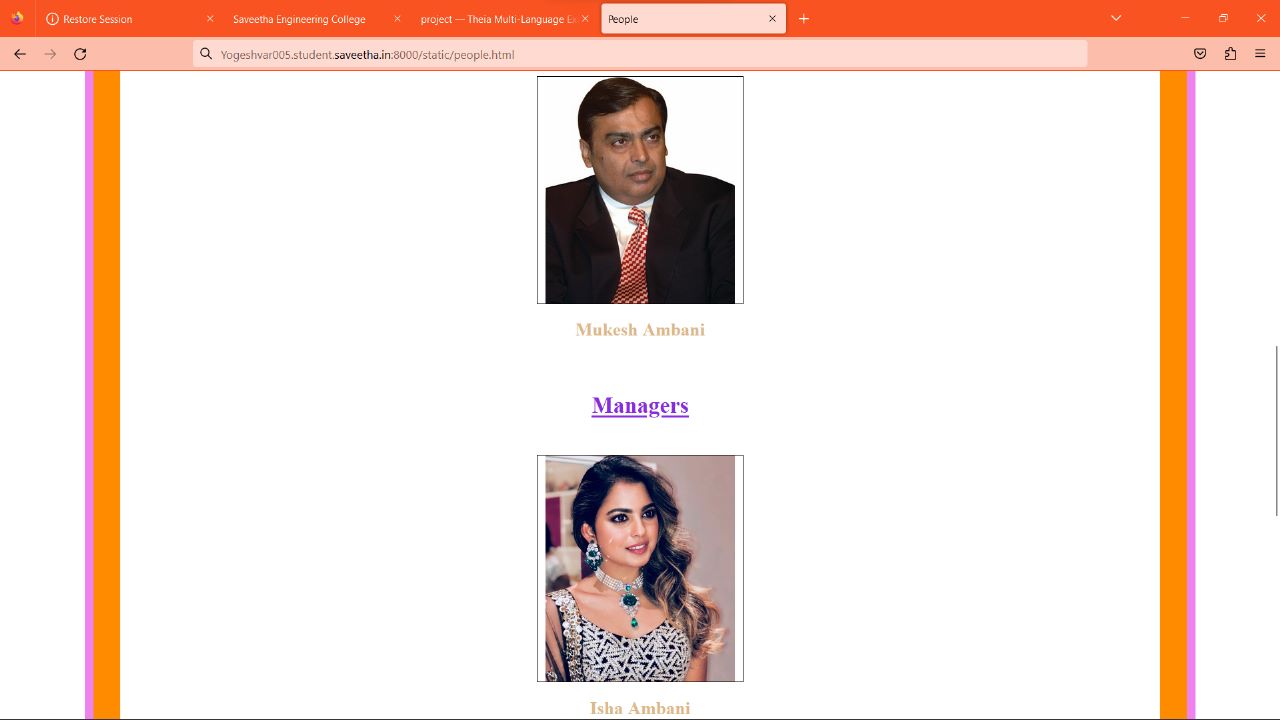 Restore Session
Saveetha Engineering College
project — Theia Multi-Language Ex
People
Yogeshvar005.student.saveetha.in:8000/static/people.html
Mukesh Ambani
Managers
Isha Ambani